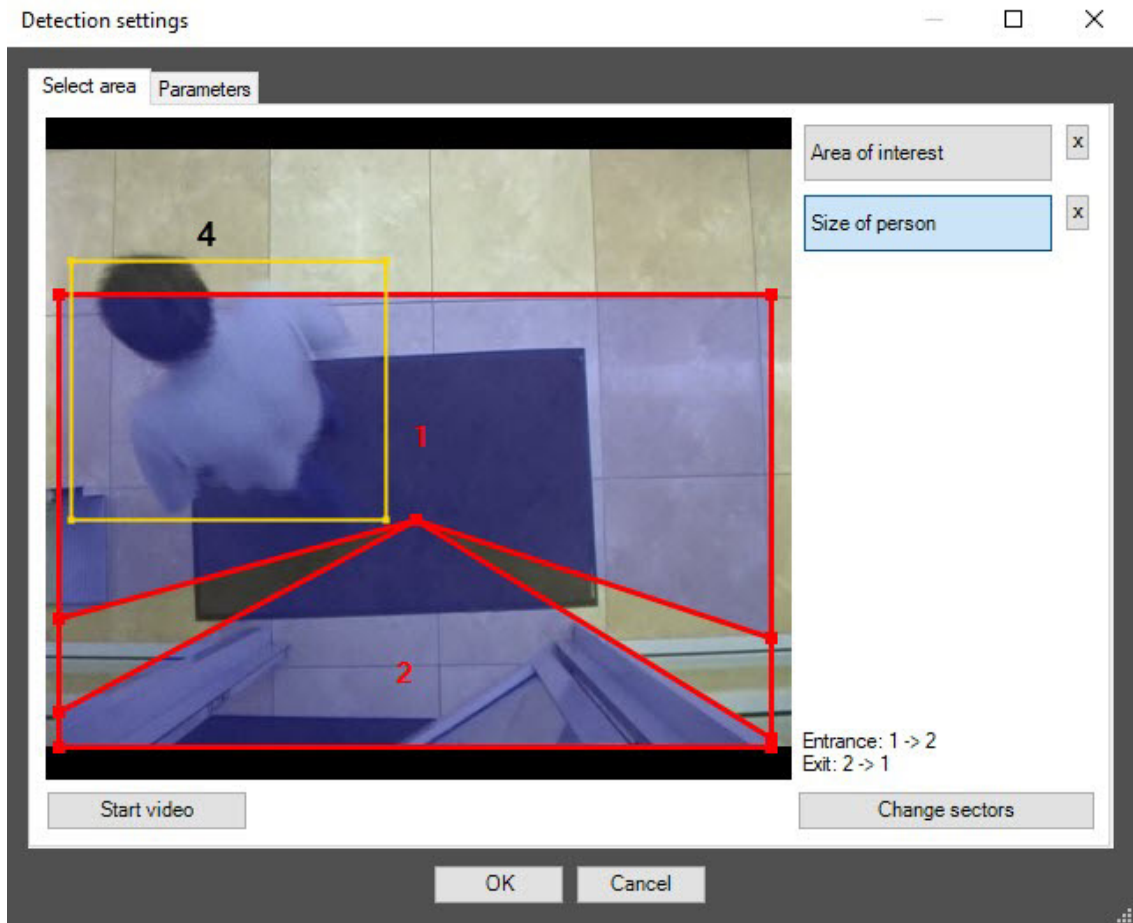 Detection settings
Select area
Parameters
Area of interest
x
Size of person
x
4
1
2
Entrance: 1 -> 2
Exit: 2 -> 1
Start video
Change sectors
OK
Cancel